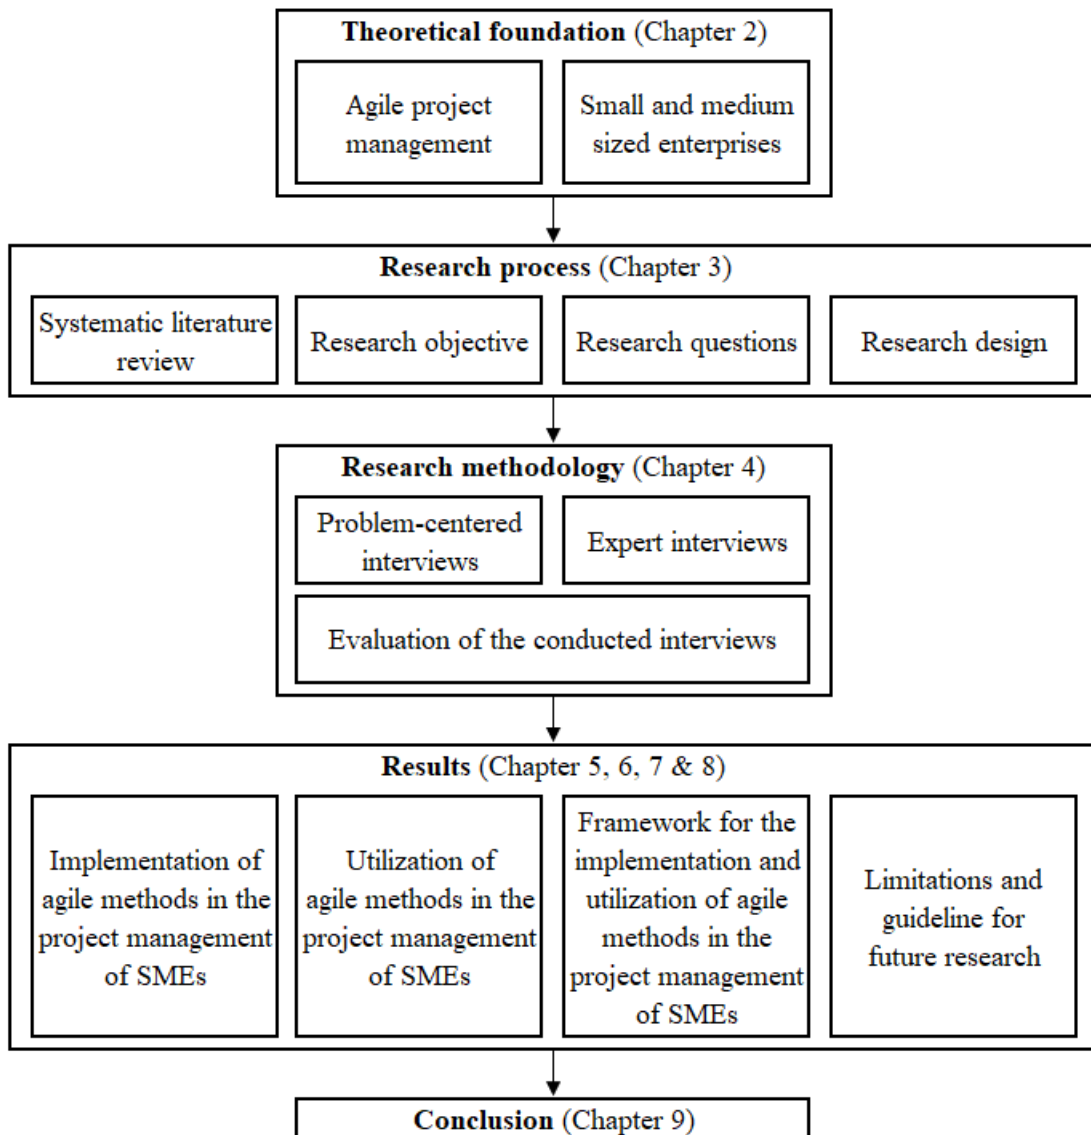 Theoretical foundation (Chapter 2)
Agile project
management
Small and medium
sized enterprises
Research process (Chapter 3)
Systematic literature
review
Research objective
Research questions
Research design
Research methodology (Chapter 4)
Problem-centered
interviews
Expert interviews
Evaluation of the conducted interviews
Results (Chapter 5, 6, 7 & 8)
Implementation of
agile methods in the
project management
of SMEs
Utilization of
agile methods in the
project management
of SMEs
Framework for the
implementation and
utilization of agile
methods in the
project management
of SMEs
Limitations and
guideline for
future research
Conclusion (Chapter 9)